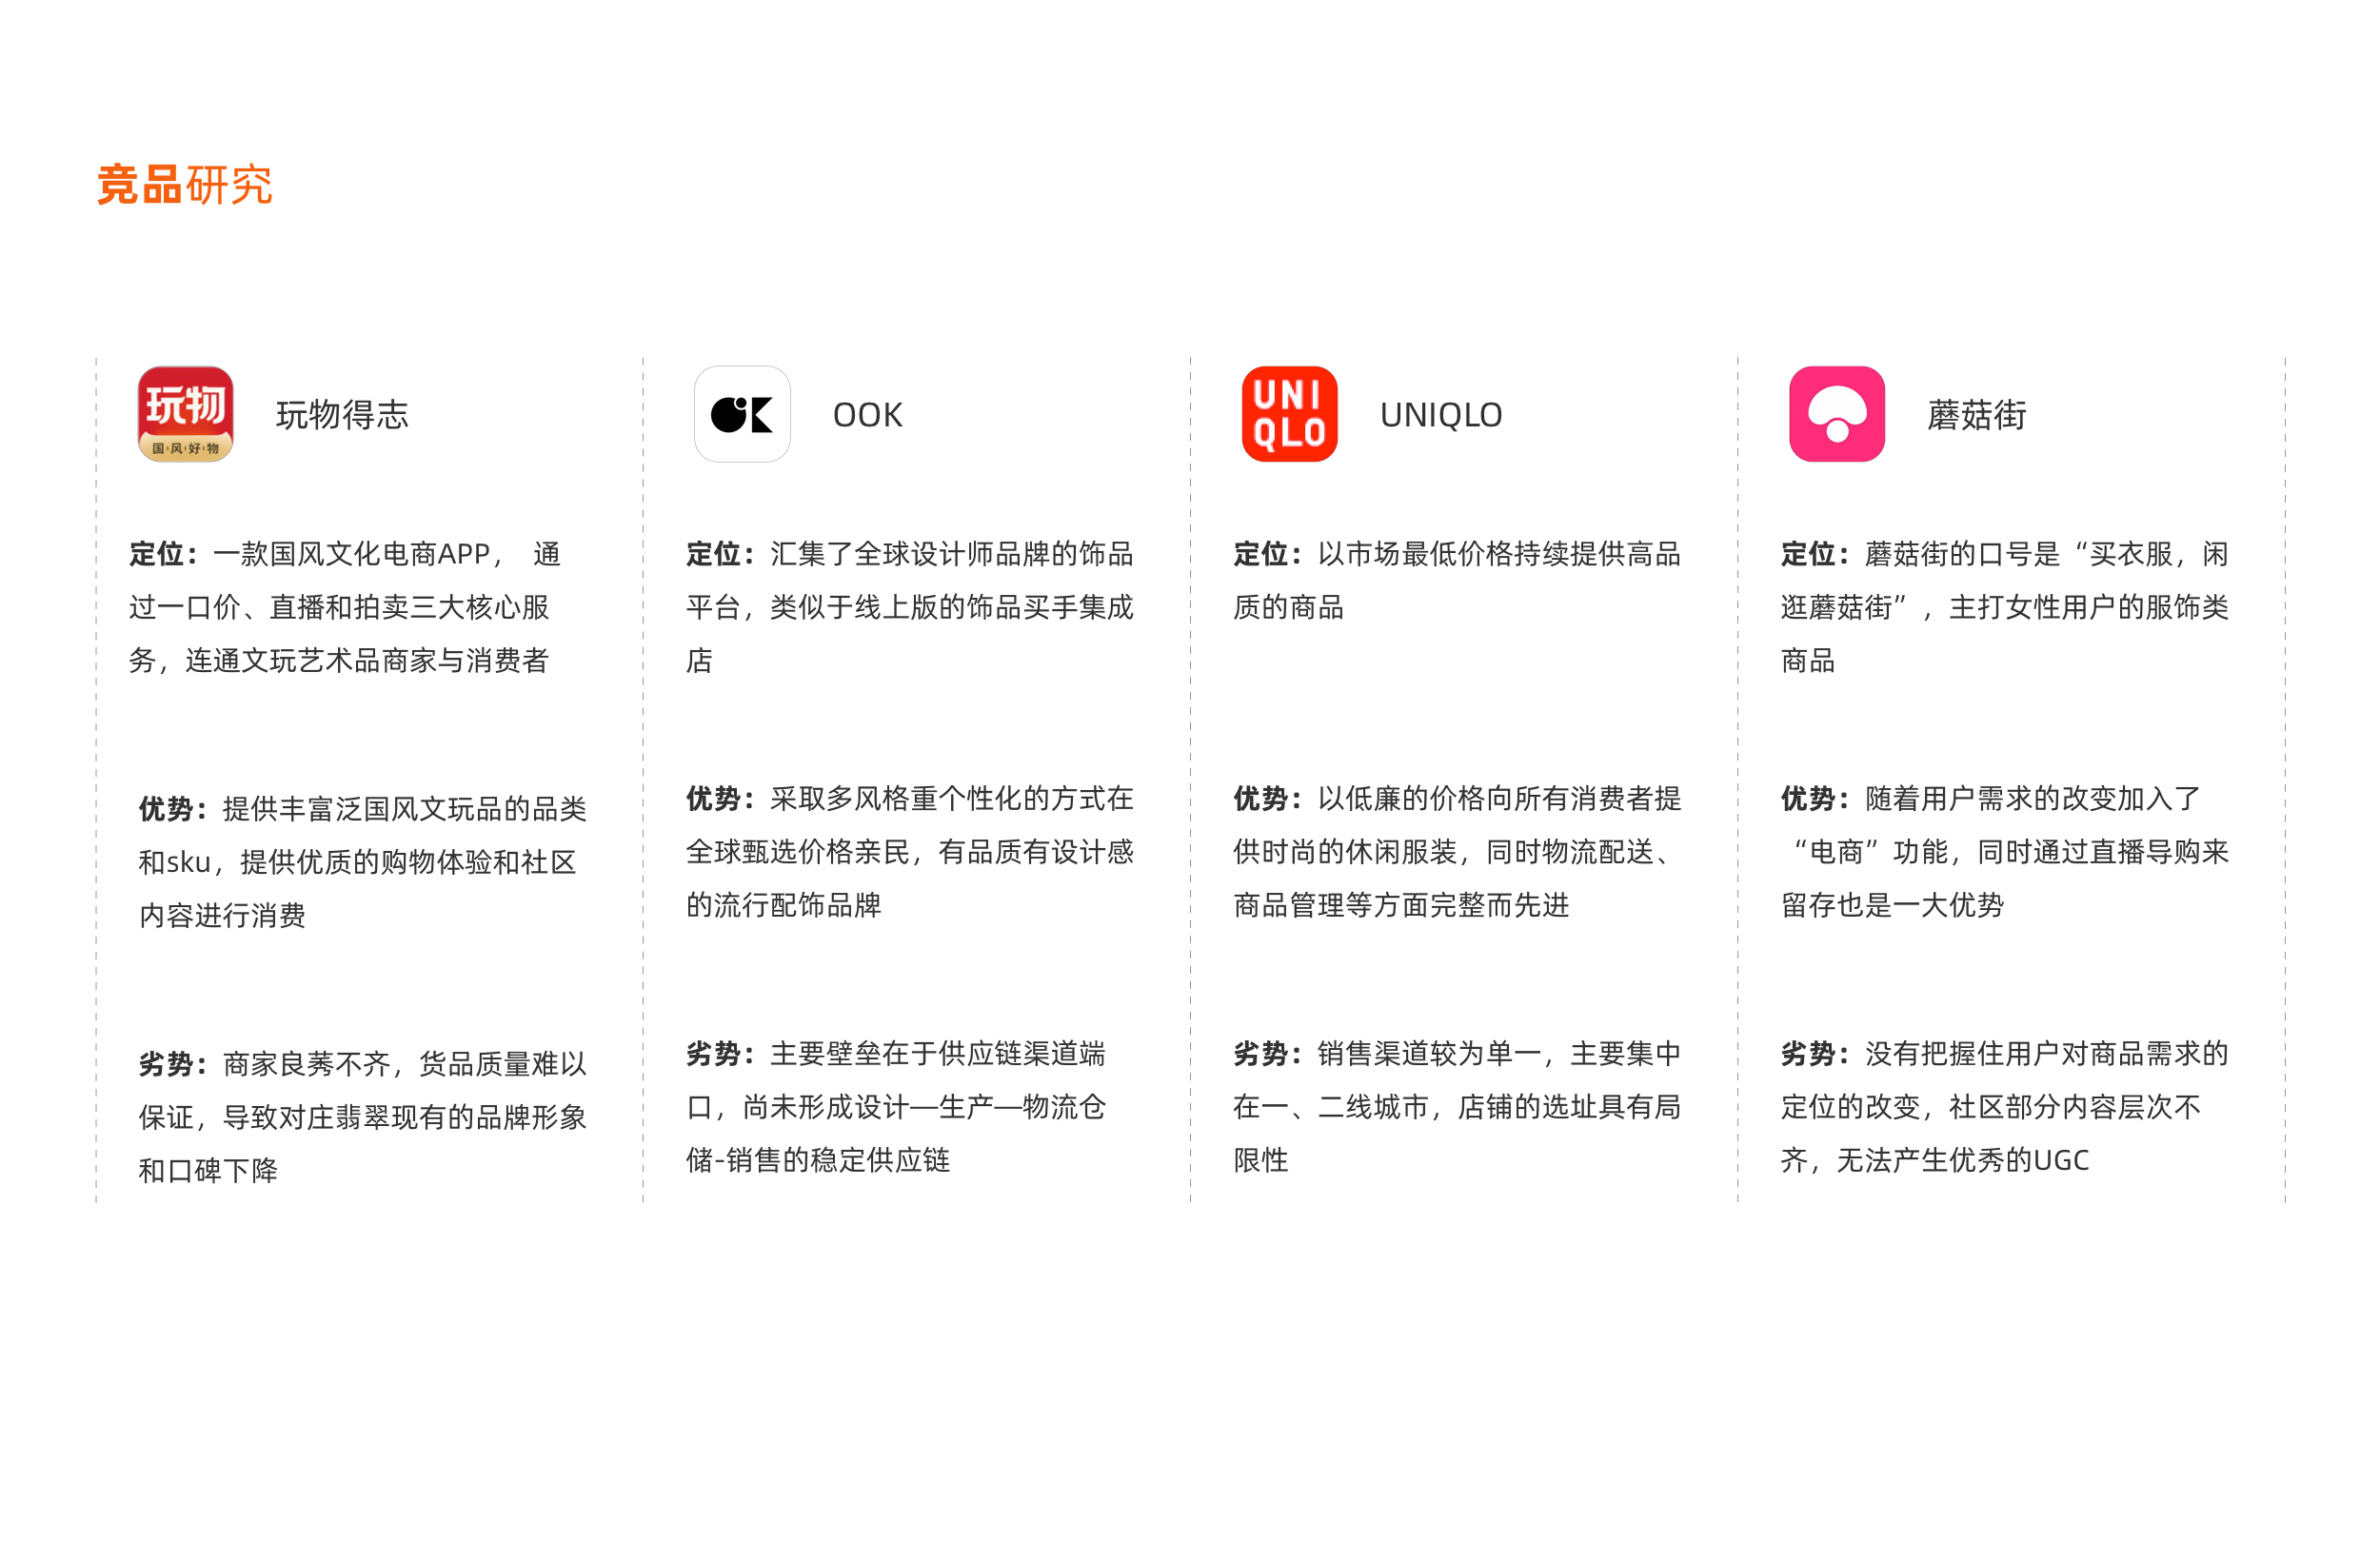 竞品研究
玩物
国·风·好·物
玩物得志
定位：一款国风文化电商APP， 通
过一口价、直播和拍卖三大核心服
务，连通文玩艺术品商家与消费者
优势：提供丰富泛国风文玩品的品类
和sku，提供优质的购物体验和社区
内容进行消费
劣势：商家良莠不齐，货品质量难以
保证，导致对庄翡翠现有的品牌形象
和口碑下降
OK
OOK
定位：汇集了全球设计师品牌的饰品
平台，类似于线上版的饰品买手集成
店
优势：采取多风格重个性化的方式在
全球甄选价格亲民，有品质有设计感
的流行配饰品牌
劣势：主要壁垒在于供应链渠道端
口，尚未形成设计—生产—物流仓
储-销售的稳定供应链
UNI
QLO
UNIQLO
定位：以市场最低价格持续提供高品
质的商品
优势：以低廉的价格向所有消费者提
供时尚的休闲服装，同时物流配送、
商品管理等方面完整而先进
劣势：销售渠道较为单一，主要集中
在一、二线城市，店铺的选址具有局
限性
蘑菇街
定位：蘑菇街的口号是“买衣服，闲
逛蘑菇街”，主打女性用户的服饰类
商品
优势：随着用户需求的改变加入了
“电商”功能，同时通过直播导购来
留存也是一大优势
劣势：没有把握住用户对商品需求的
定位的改变，社区部分内容层次不
齐，无法产生优秀的UGC